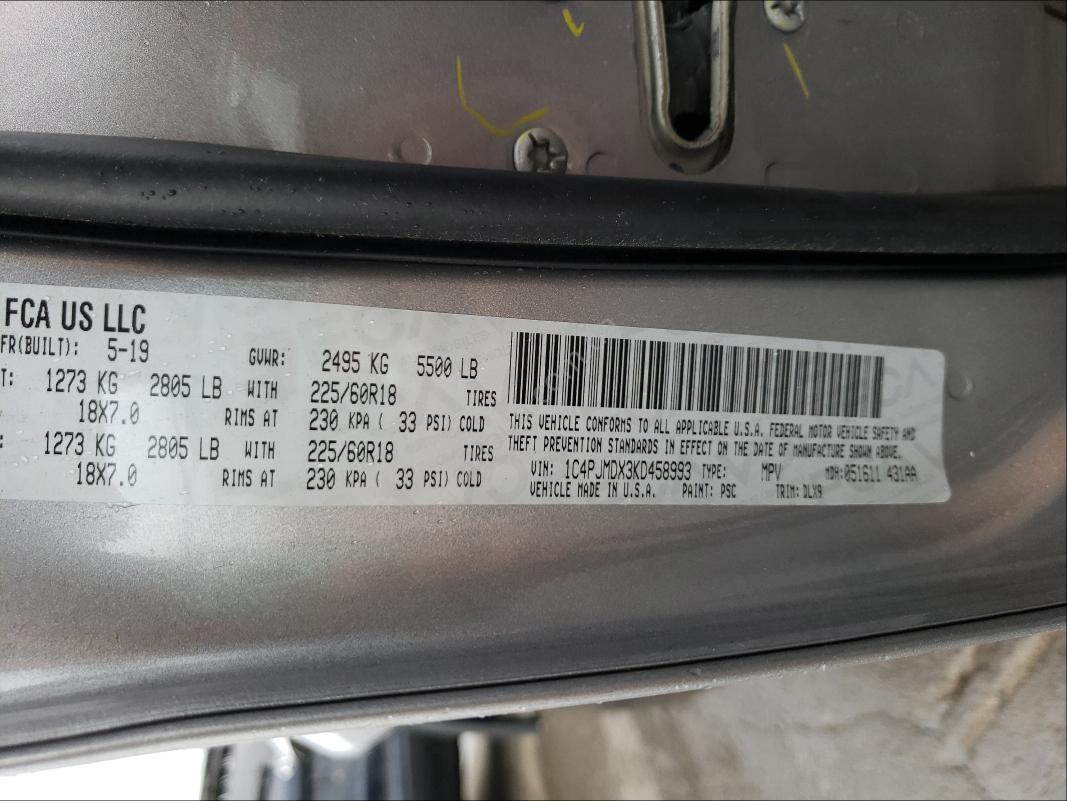 FCA US LLC
FR(BUILT): 5-19 GVWR: 2495 KG 5500 LB
T: 1273 KG 2805 LB WITH 225/60R18 TIRES
18X7.0 RIMS AT 230 KPA ( 33 PSI) COLD
: 1273 KG 2805 LB WITH 225/60R18 TIRES
18X7.0 RIMS AT 230 KPA ( 33 PSI) COLD
THIS VEHICLE CONFORMS TO ALL APPLICABLE U.S.A. FEDERAL MOTOR VEHICLE SAFETY AND
THEFT PREVENTION STANDARDS IN EFFECT ON THE DATE OF MANUFACTURE SHOWN ABOVE.
VIN: 1C4PJMDX3KD458993 TYPE: MPV MDH:051611 431AA
VEHICLE MADE IN U.S.A. PAINT: PSC TRIM: DLX9